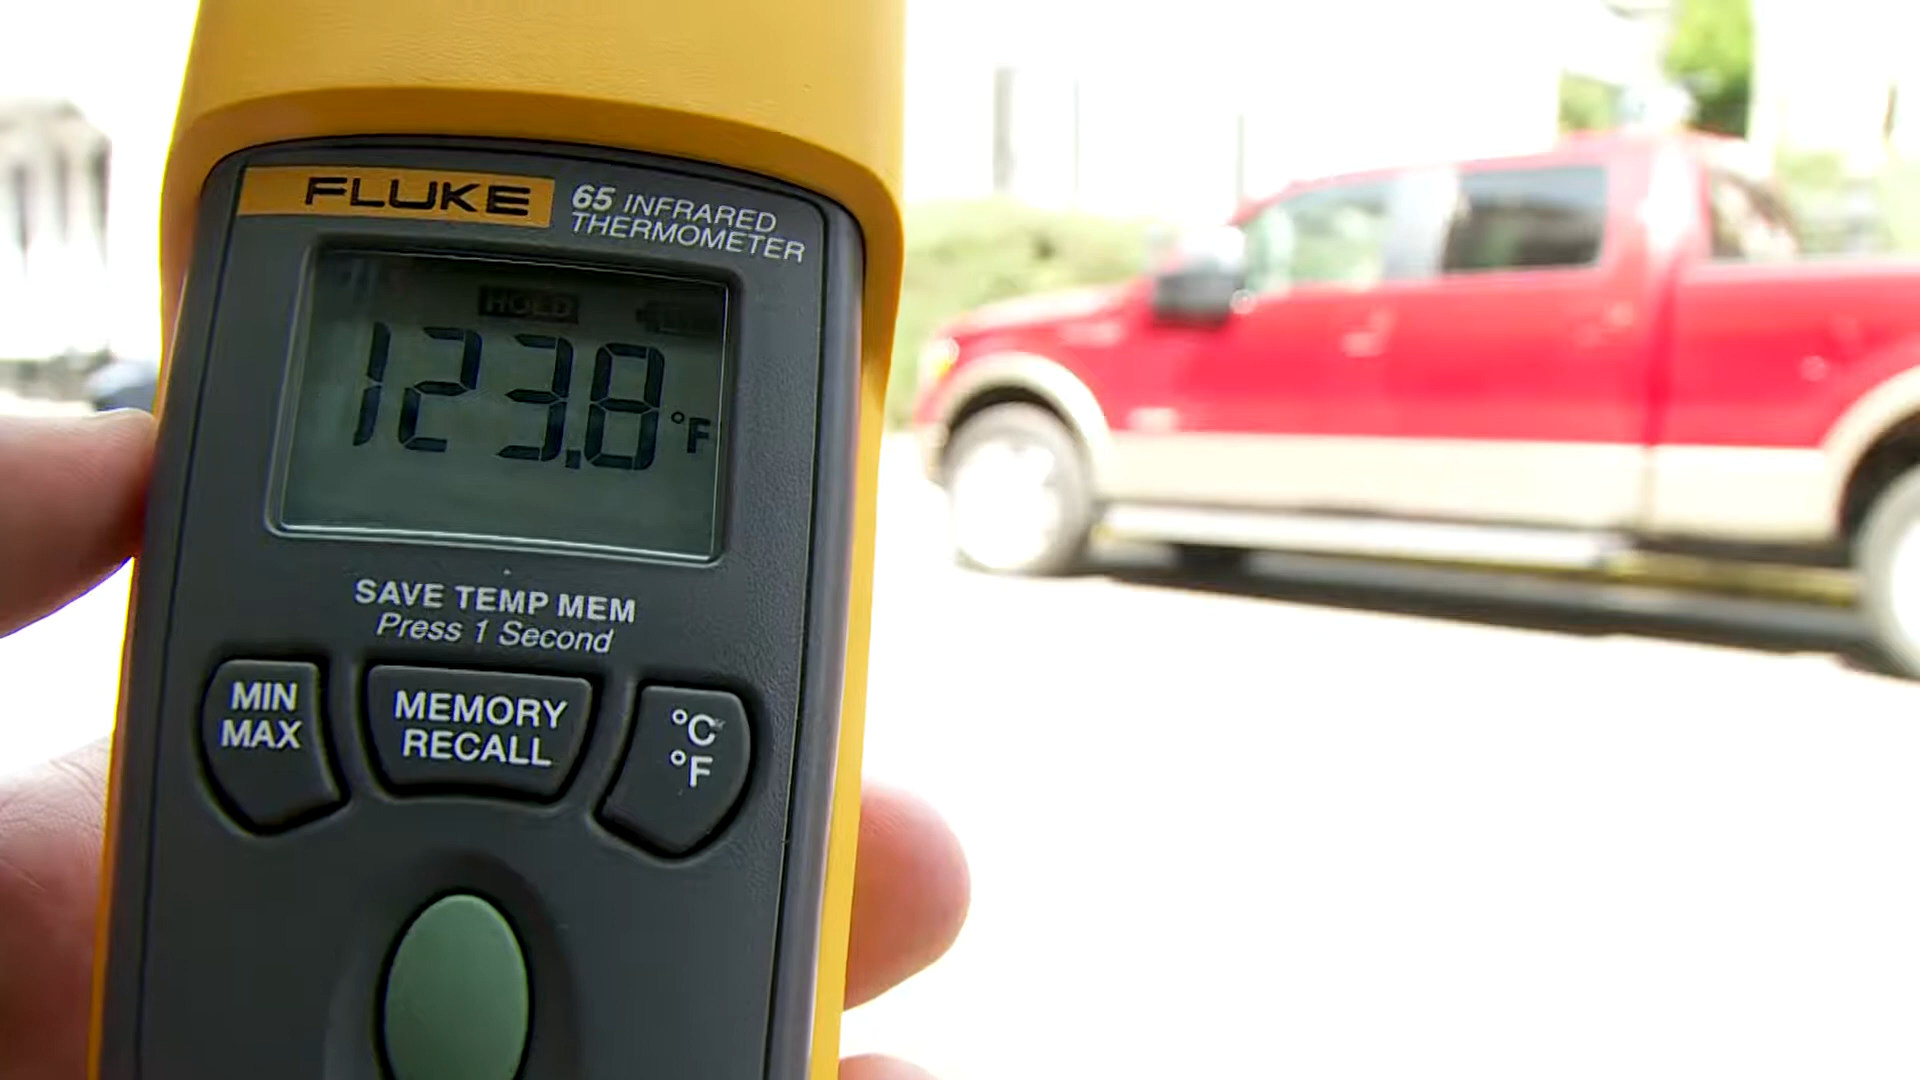 FLUKE
65 INFRARED
THERMOMETER
HOLD
123.8 °F
SAVE TEMP MEM
Press 1 Second
MIN
MAX
MEMORY
RECALL
°C
°F